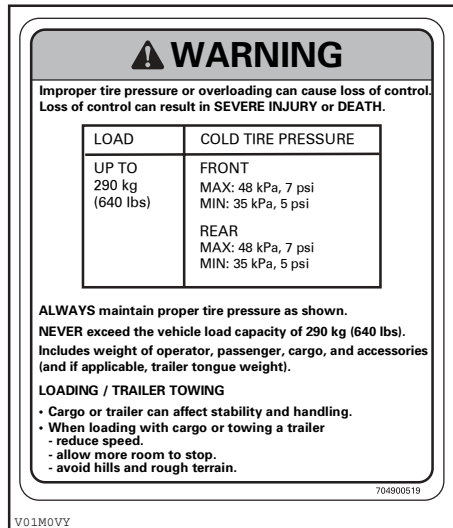 WARNING
Improper tire pressure or overloading can cause loss of control.
Loss of control can result in SEVERE INJURY or DEATH.
LOAD COLD TIRE PRESSURE
UP TO
290 kg
(640 lbs)
FRONT
MAX: 48 kPa, 7 psi
MIN: 35 kPa, 5 psi
REAR
MAX: 48 kPa, 7 psi
MIN: 35 kPa, 5 psi
ALWAYS maintain proper tire pressure as shown.
NEVER exceed the vehicle load capacity of 290 kg (640 lbs).
Includes weight of operator, passenger, cargo, and accessories
(and if applicable, trailer tongue weight).
LOADING / TRAILER TOWING
• Cargo or trailer can affect stability and handling.
• When loading with cargo or towing a trailer
- reduce speed.
- allow more room to stop.
- avoid hills and rough terrain.
704900519
V01M0VY